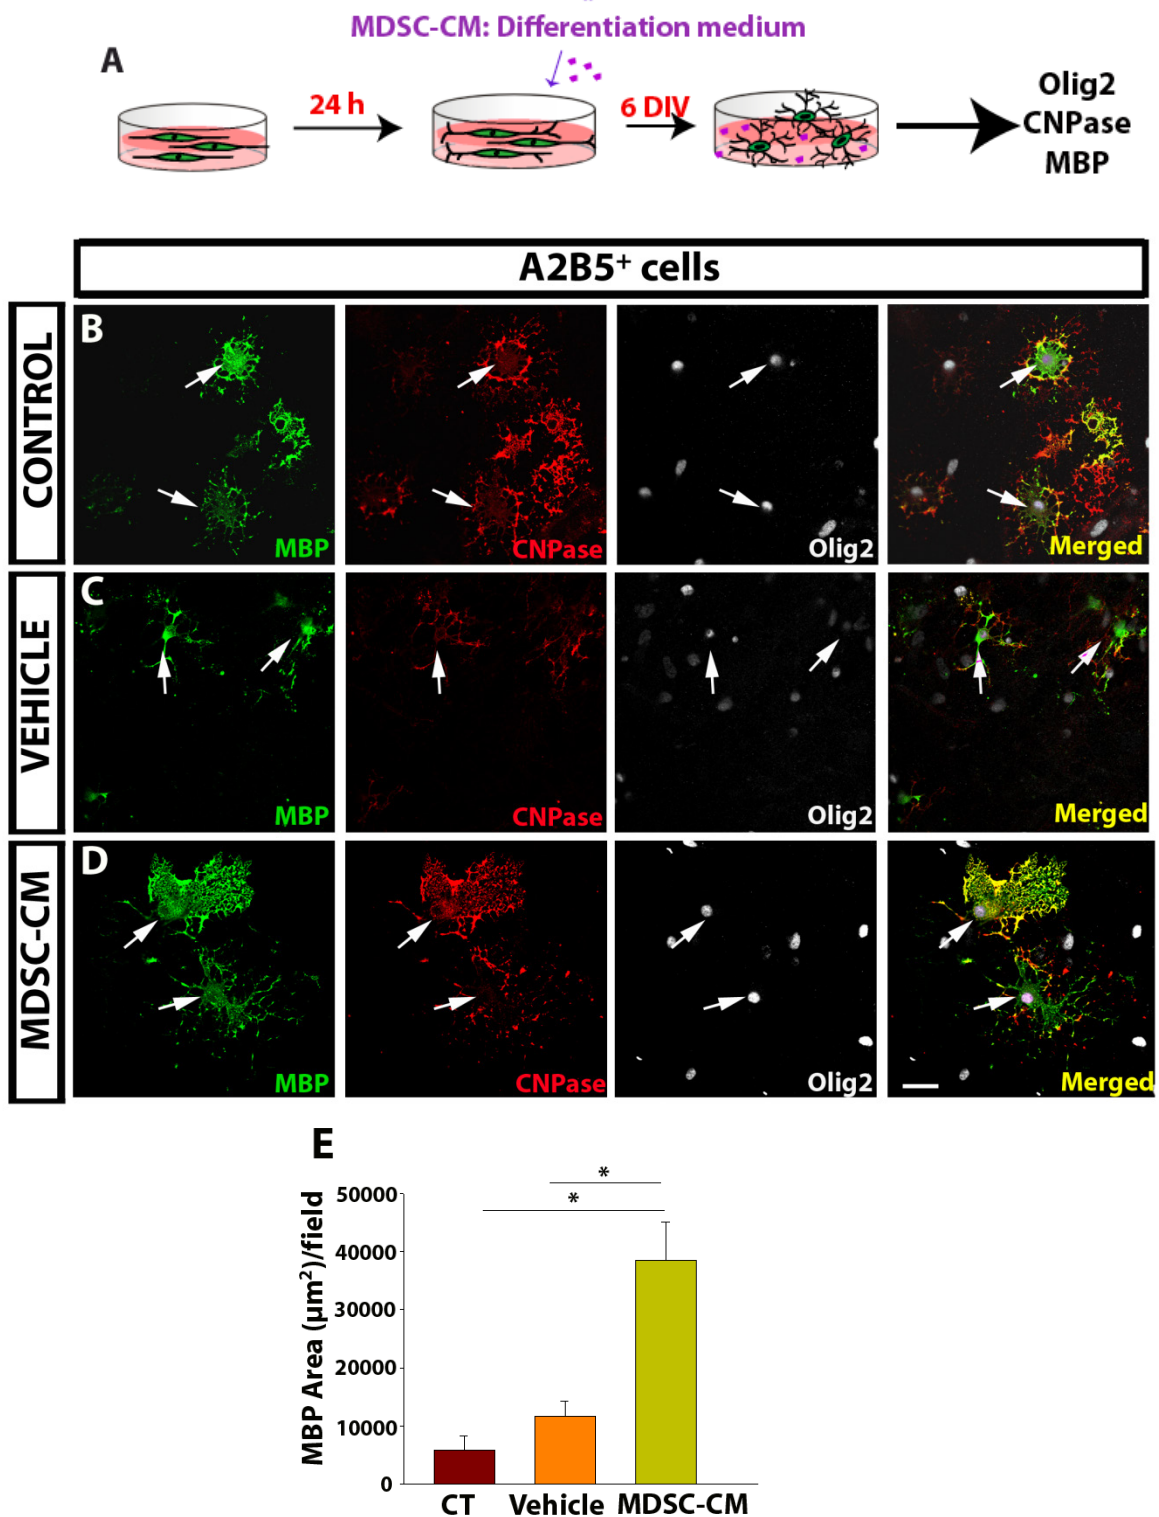 MDSC-CM: Differentiation medium
A
24 h
6 DIV
Olig2
CNPase
MBP
A2B5⁺ cells
CONTROL
B
MBP
CNPase
Olig2
Merged
VEHICLE
C
MBP
CNPase
Olig2
Merged
MDSC-CM
D
MBP
CNPase
Olig2
Merged
E
*
*
MBP Area (µm²)/field
50000
40000
30000
20000
10000
0
CT
Vehicle
MDSC-CM